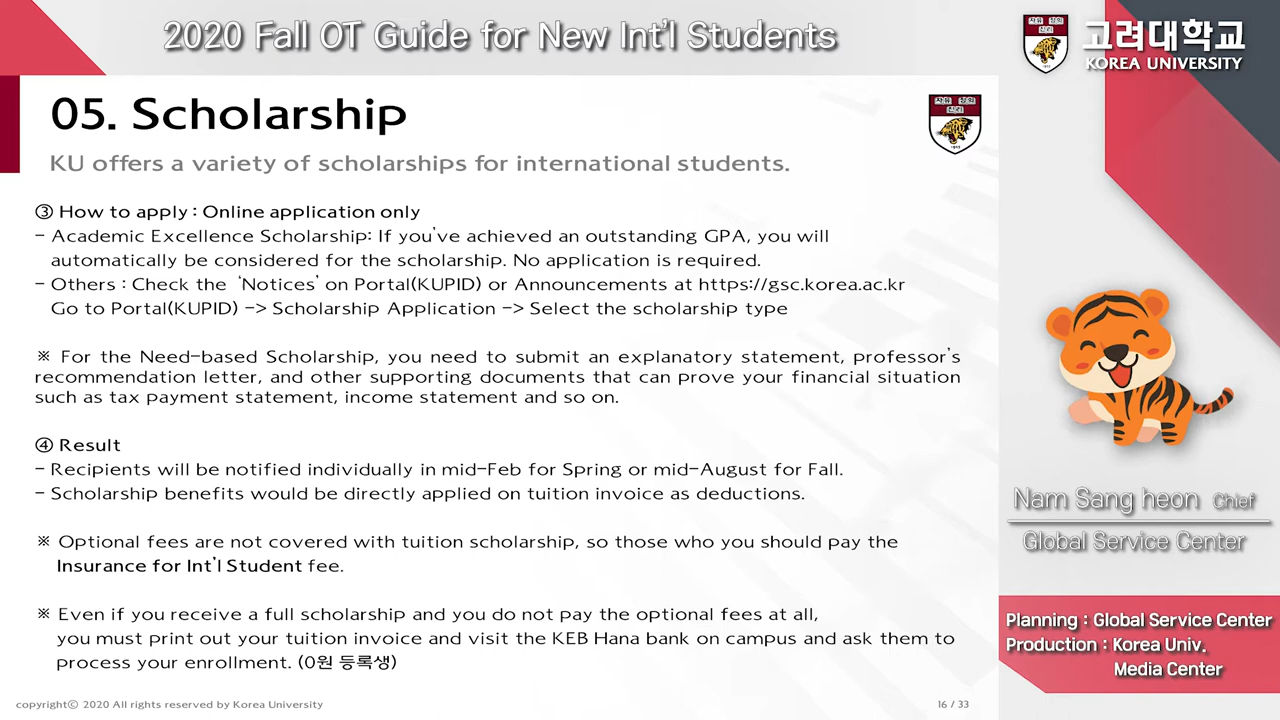 2020 Fall OT Guide for New Int'l Students
고려대학교
KOREA UNIVERSITY
05. Scholarship
KU offers a variety of scholarships for international students.
③ How to apply : Online application only
- Academic Excellence Scholarship: If you've achieved an outstanding GPA, you will
automatically be considered for the scholarship. No application is required.
- Others : Check the 'Notices' on Portal(KUPID) or Announcements at https://gsc.korea.ac.kr
Go to Portal(KUPID) -> Scholarship Application -> Select the scholarship type
※ For the Need-based Scholarship, you need to submit an explanatory statement, professor's
recommendation letter, and other supporting documents that can prove your financial situation
such as tax payment statement, income statement and so on.
④ Result
- Recipients will be notified individually in mid-Feb for Spring or mid-August for Fall.
- Scholarship benefits would be directly applied on tuition invoice as deductions.
※ Optional fees are not covered with tuition scholarship, so those who you should pay the
Insurance for Int'l Student fee.
※ Even if you receive a full scholarship and you do not pay the optional fees at all,
you must print out your tuition invoice and visit the KEB Hana bank on campus and ask them to
process your enrollment. (0원 등록생)
Nam Sang heon Chief
Global Service Center
Planning : Global Service Center
Production : Korea Univ.
Media Center
copyright© 2020 All rights reserved by Korea University
16 / 33